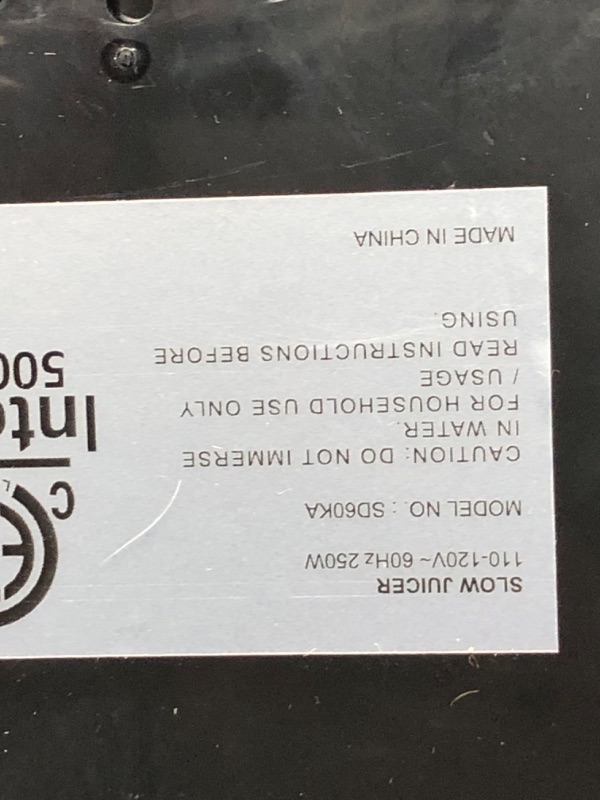 SLOW JUICER
110-120V~ 60Hz 250W
MODEL NO. : SD60KA
CAUTION: DO NOT IMMERSE
IN WATER.
FOR HOUSEHOLD USE ONLY
/ USAGE
READ INSTRUCTIONS BEFORE
USING.
MADE IN CHINA
C